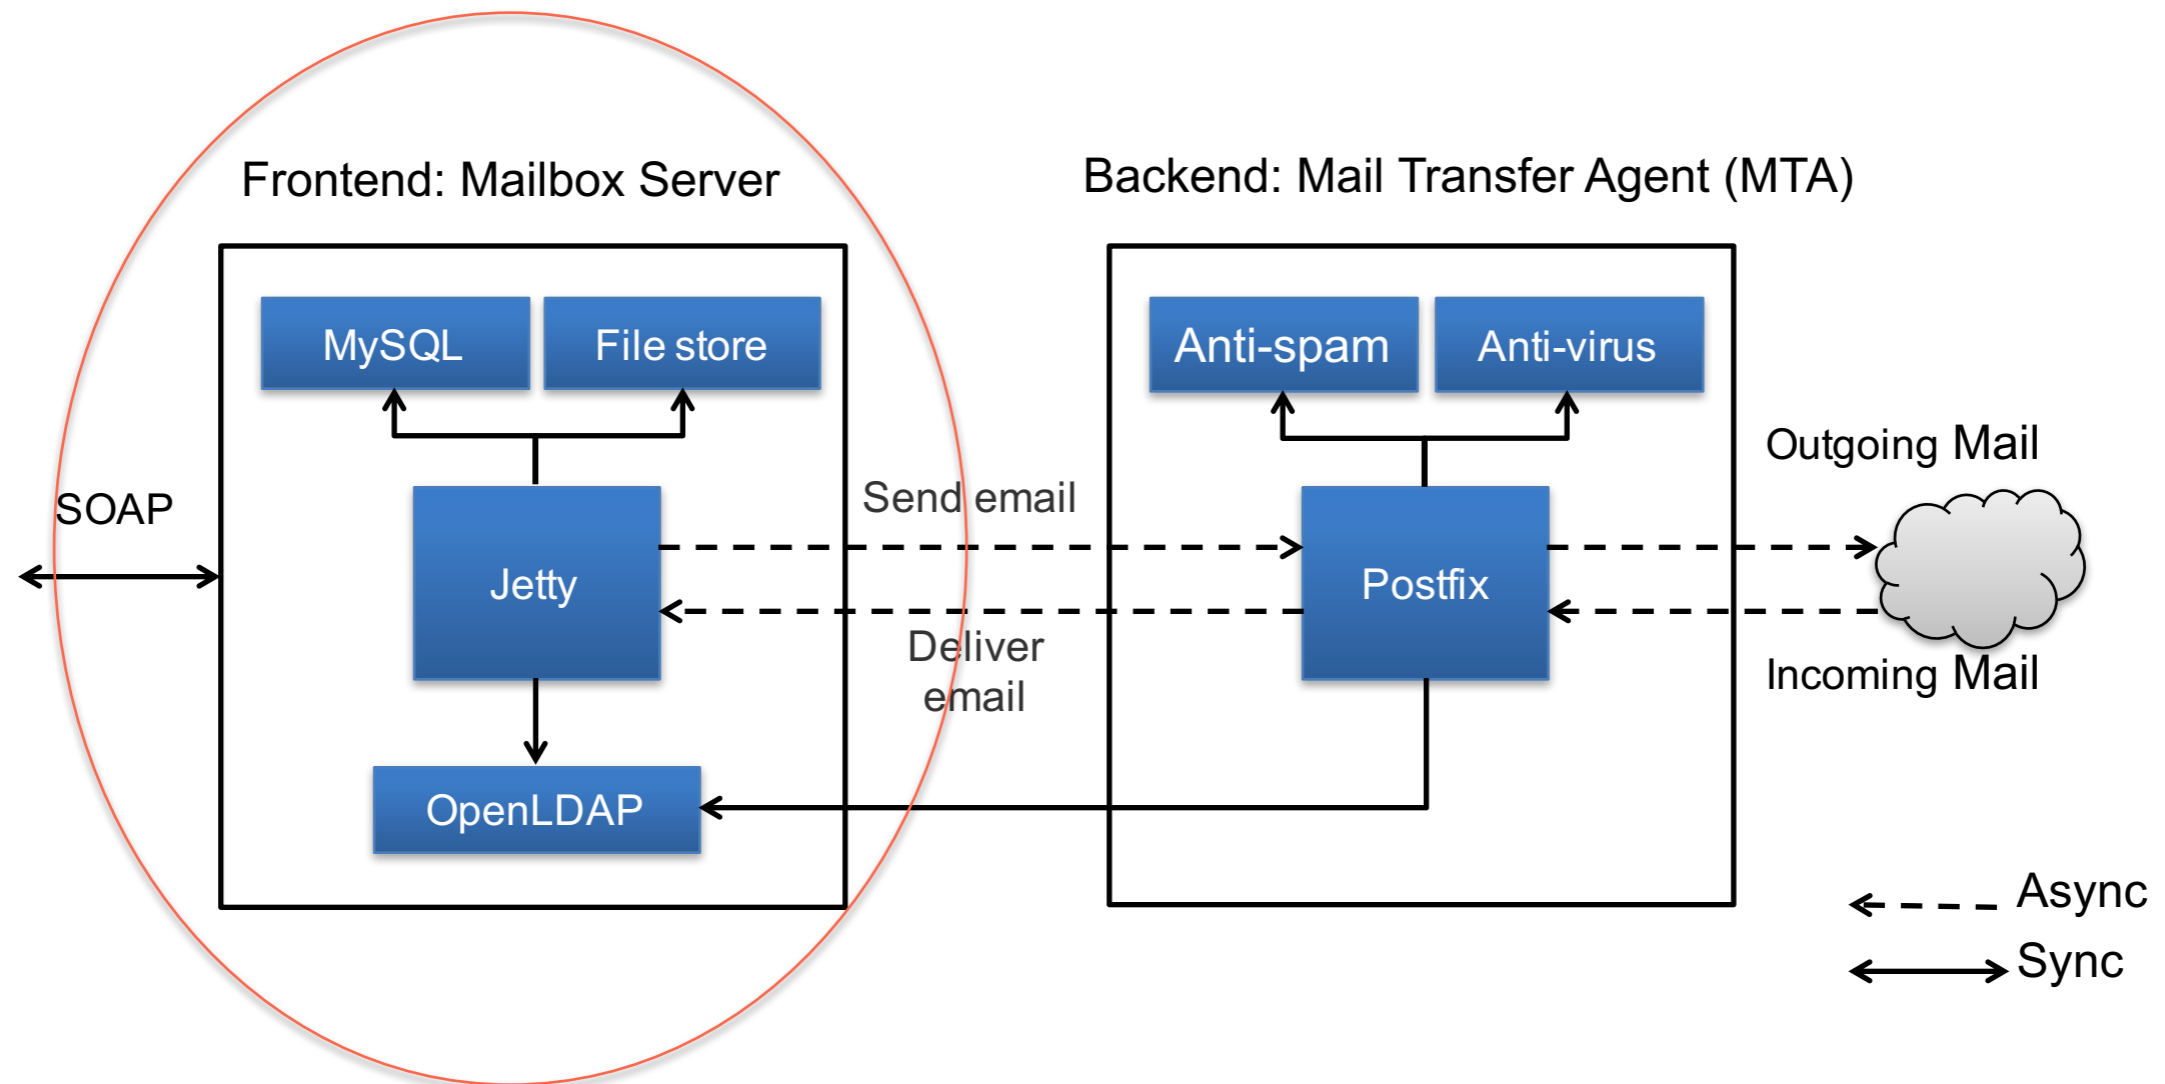 Frontend: Mailbox Server
Backend: Mail Transfer Agent (MTA)
MySQL
File store
Anti-spam
Anti-virus
Outgoing Mail
SOAP
Send email
Jetty
Postfix
Deliver
email
Incoming Mail
OpenLDAP
Async
Sync